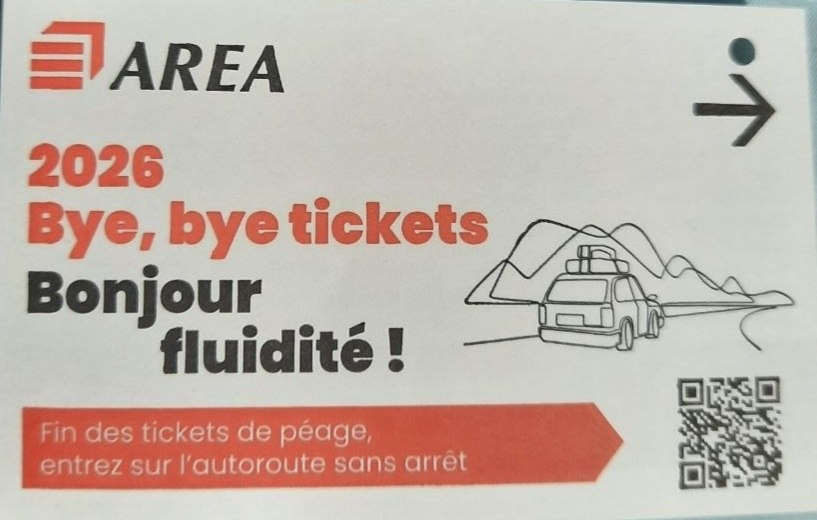 AREA
2026
Bye, bye tickets
Bonjour
fluidité !
Fin des tickets de péage,
entrez sur l'autoroute sans arrêt